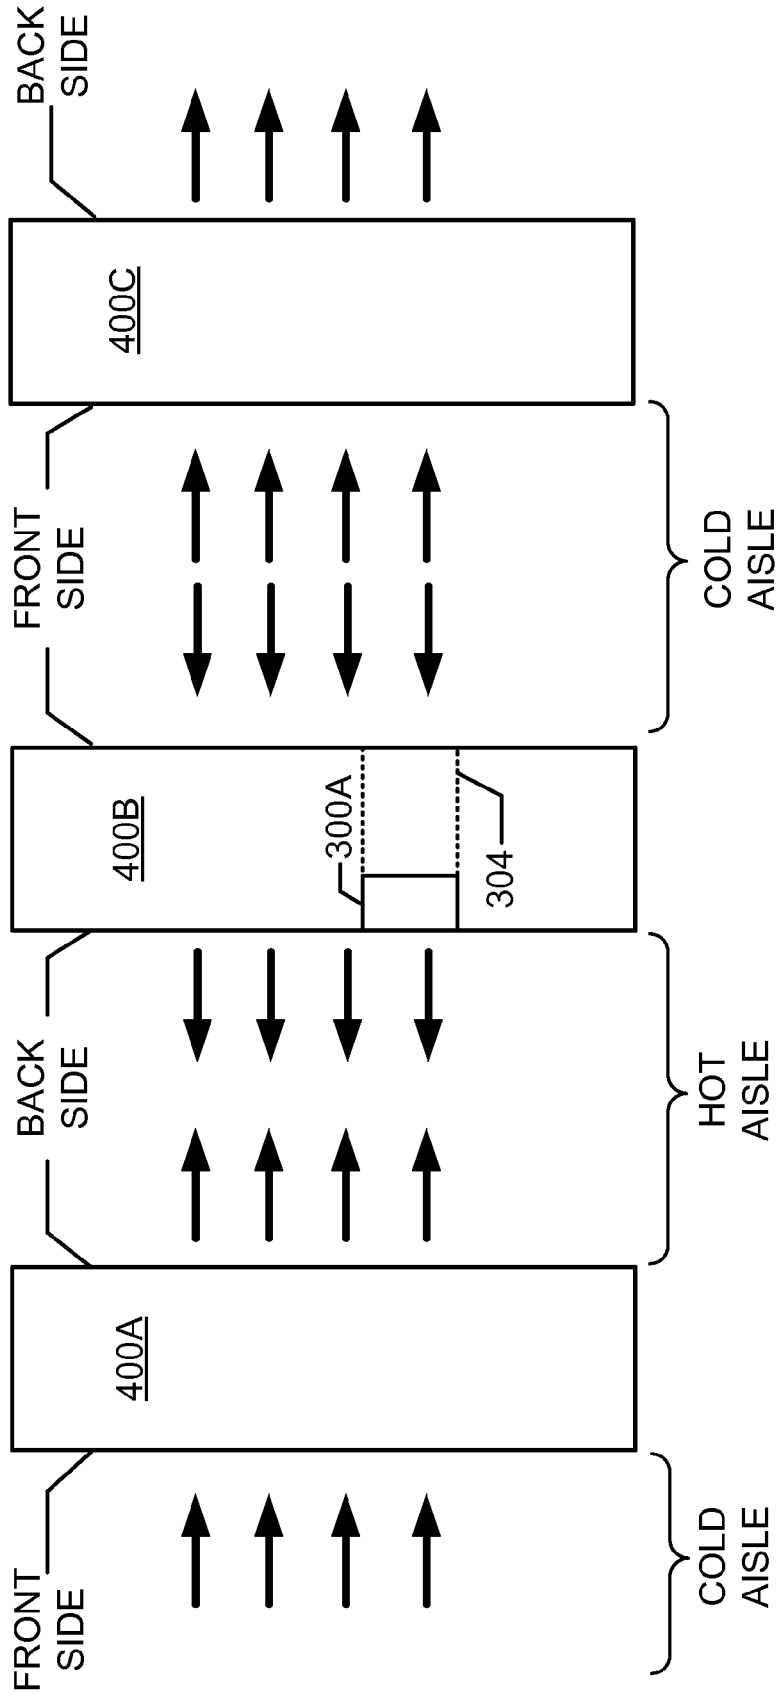 FRONT
SIDE
BACK
SIDE
FRONT
SIDE
BACK
SIDE
400A
400B
400C
300A
304
COLD
AISLE
HOT
AISLE
COLD
AISLE